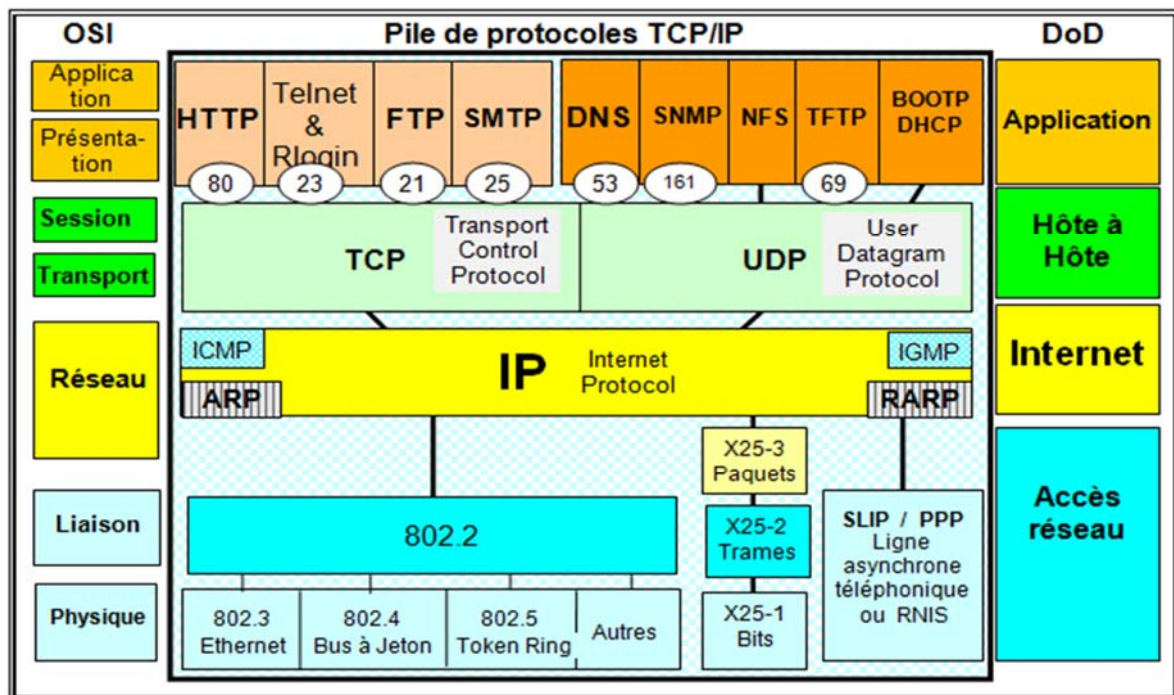 OSI
Pile de protocoles TCP/IP
DoD
Applica
tion
Présenta-
tion
HTTP
Telnet
&
Rlogin
FTP
SMTP
DNS
SNMP
NFS
TFTP
BOOTP
DHCP
Application
80
23
21
25
53
161
69
Session
Transport
TCP
Transport
Control
Protocol
UDP
User
Datagram
Protocol
Hôte à
Hôte
Réseau
ICMP
ARP
IP
Internet
Protocol
IGMP
RARP
Internet
X25-3
Paquets
Liaison
802.2
X25-2
Trames
SLIP / PPP
Ligne
asynchrone
téléphonique
ou RNIS
Accès
réseau
Physique
802.3
Ethernet
802.4
Bus à Jeton
802.5
Token Ring
Autres
X25-1
Bits